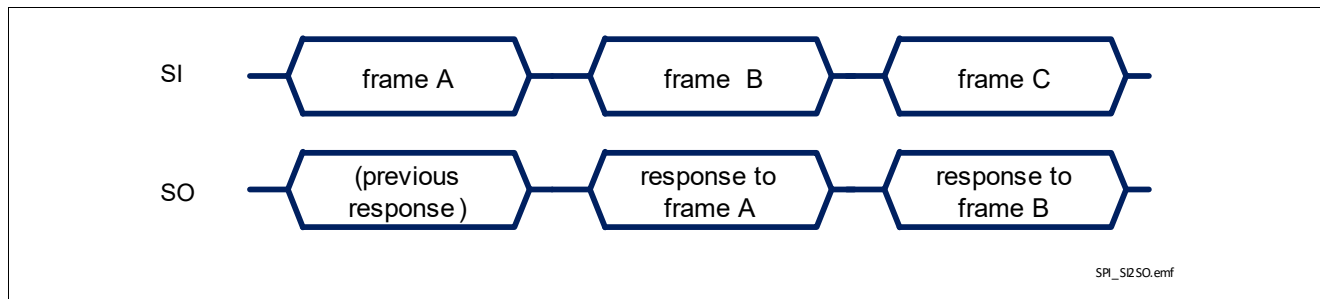 SI
frame A
frame B
frame C
SO
(previous
response)
response to
frame A
response to
frame B
SPI_SI2SO.emf